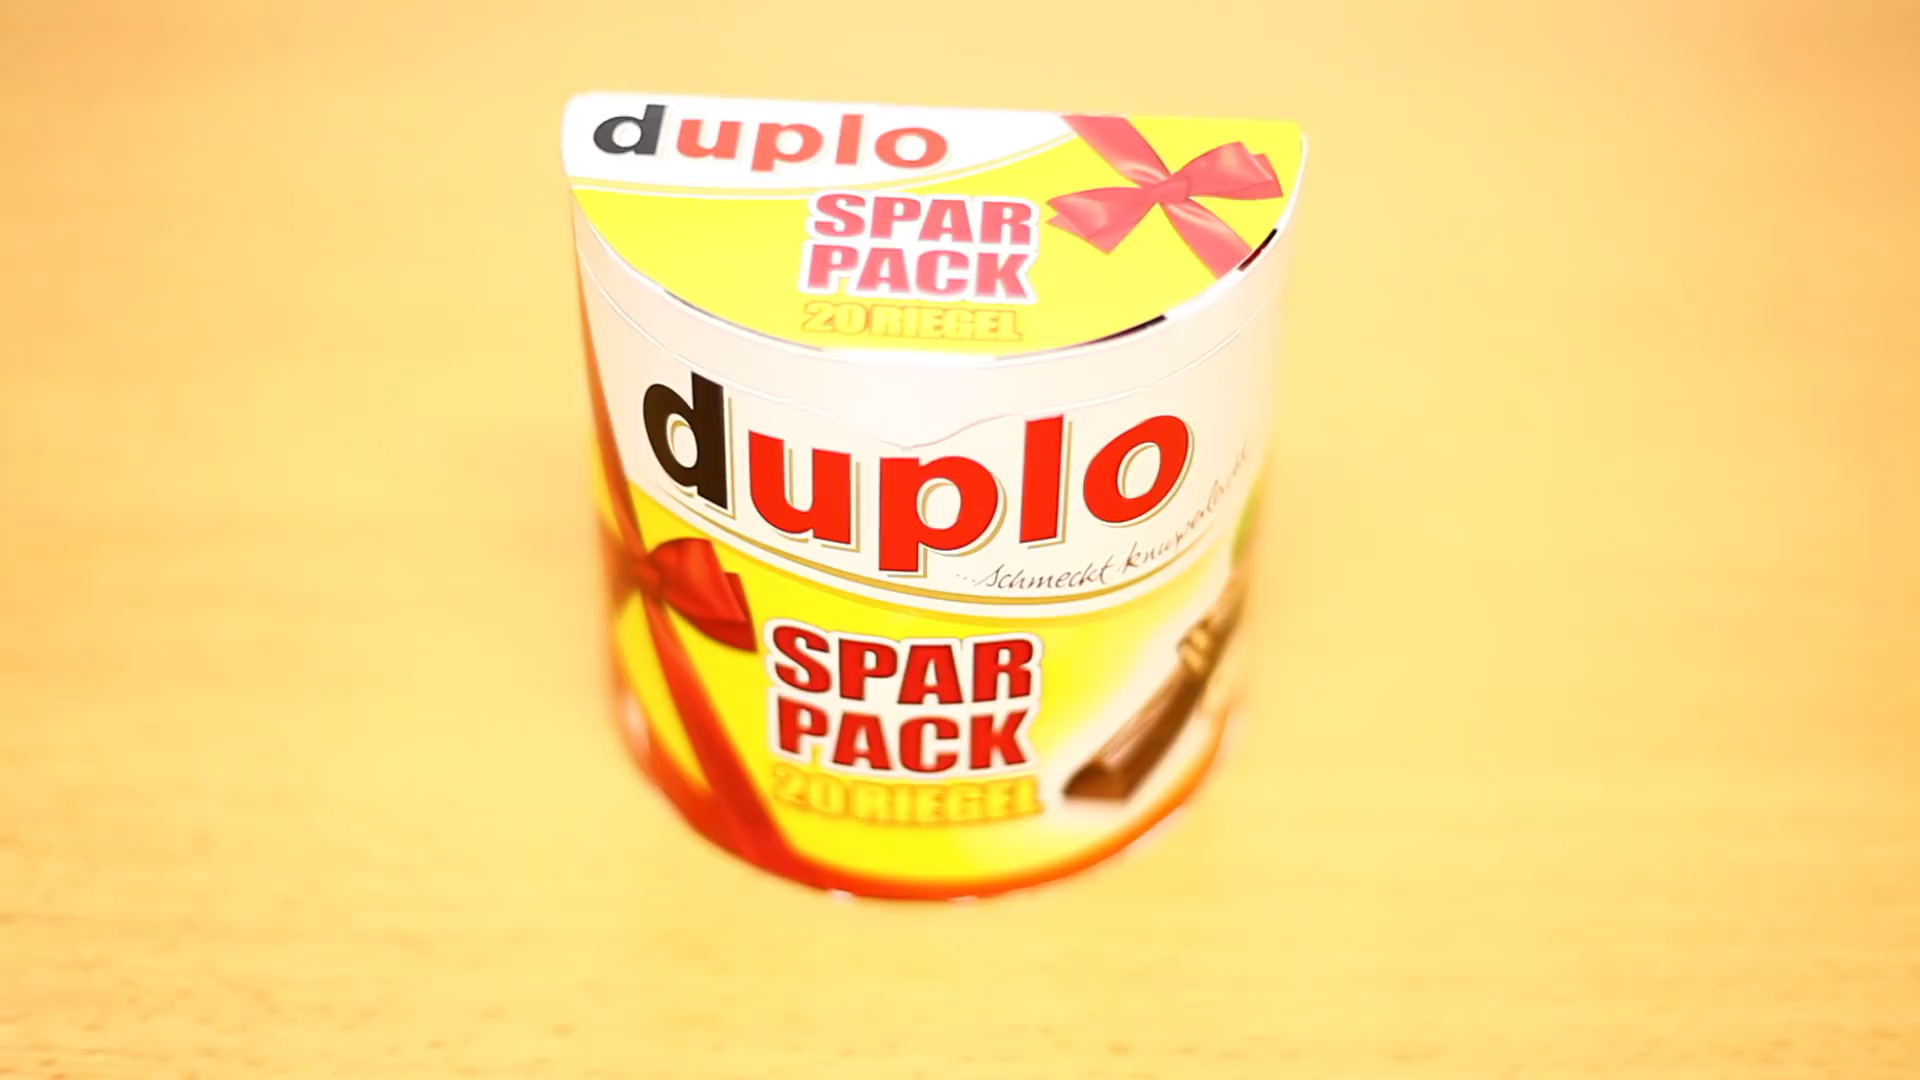 duplo
SPAR
PACK
20 RIEGEL
duplo
...schmeckt knusperleicht
SPAR
PACK
20 RIEGEL